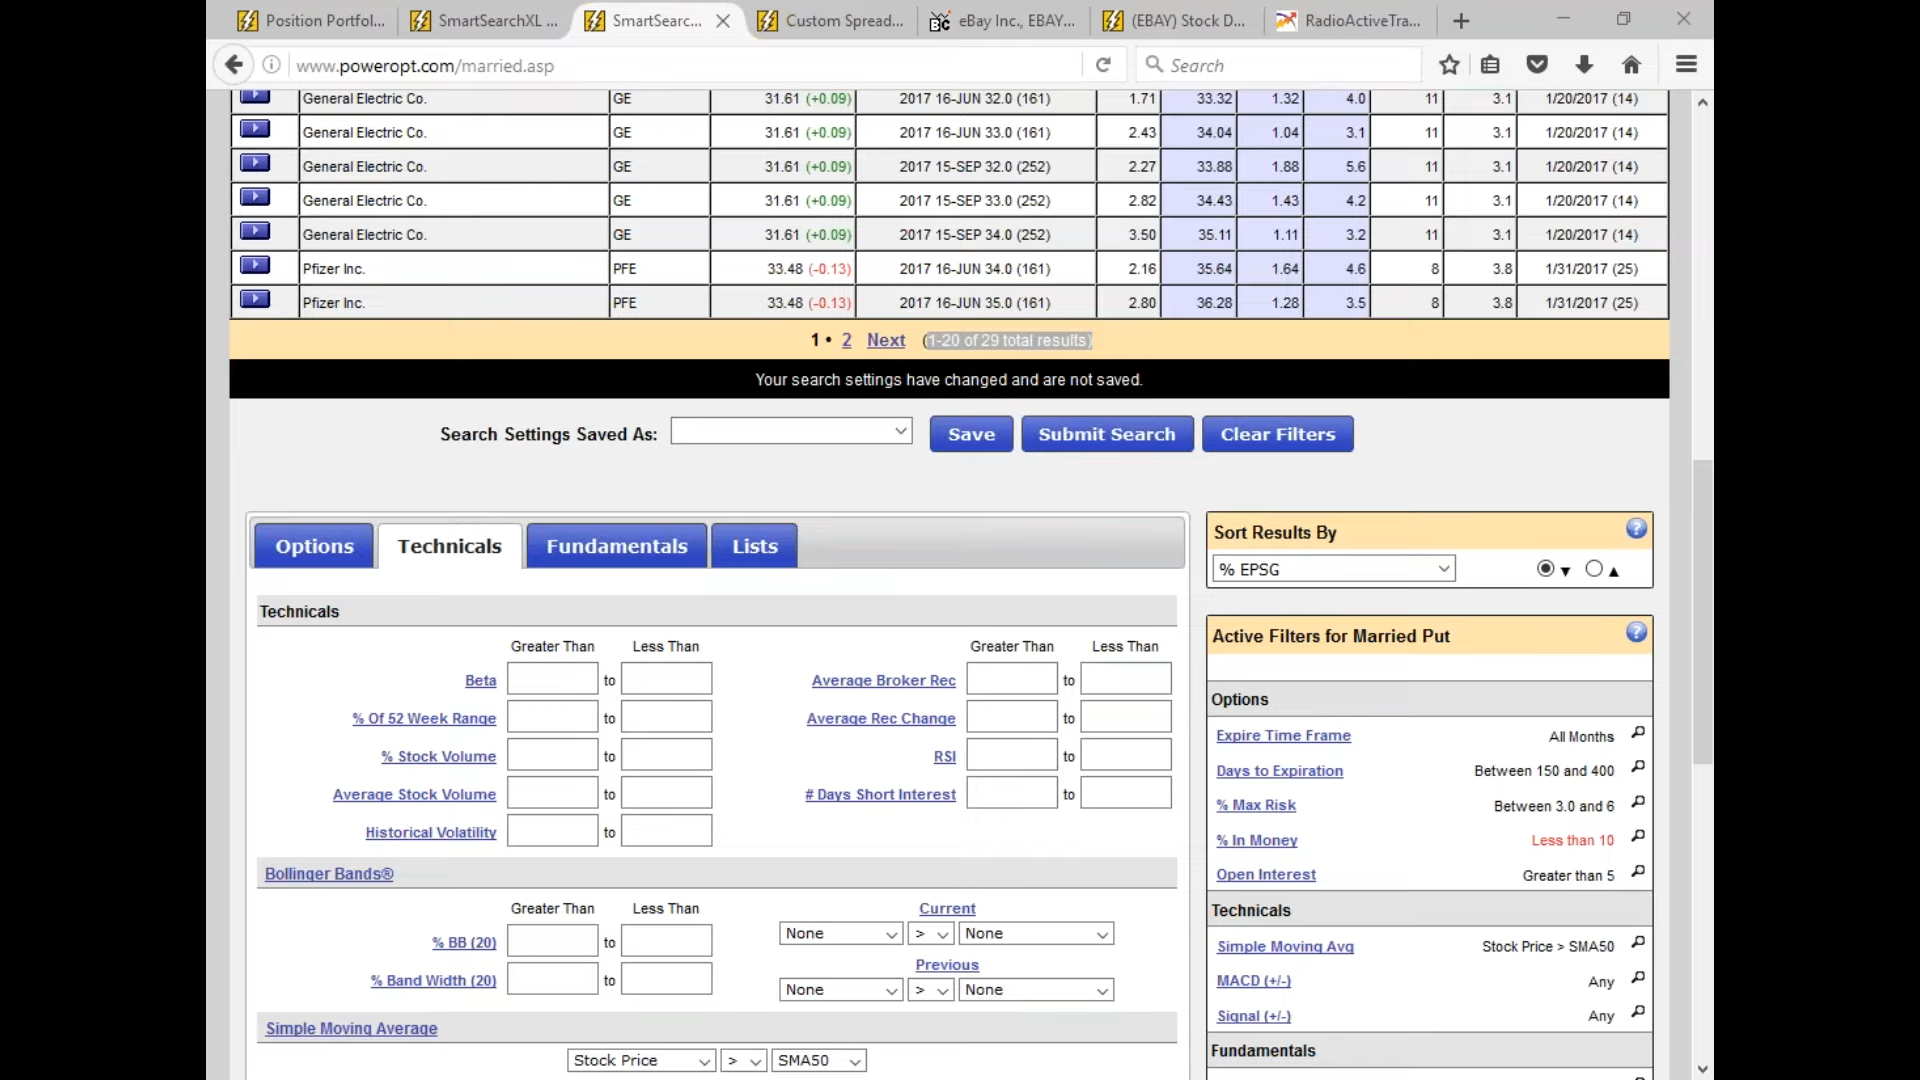 Position Portfol... SmartSearchXL ... SmartSearc... Custom Spread... eBay Inc., EBAY... (EBAY) Stock D... RadioActiveTra...
www.poweropt.com/married.asp Search
General Electric Co. GE 31.61 (+0.09) 2017 16-JUN 32.0 (161) 1.71 33.32 1.32 4.0 11 3.1 1/20/2017 (14)
General Electric Co. GE 31.61 (+0.09) 2017 16-JUN 33.0 (161) 2.43 34.04 1.04 3.1 11 3.1 1/20/2017 (14)
General Electric Co. GE 31.61 (+0.09) 2017 15-SEP 32.0 (252) 2.27 33.88 1.88 5.6 11 3.1 1/20/2017 (14)
General Electric Co. GE 31.61 (+0.09) 2017 15-SEP 33.0 (252) 2.82 34.43 1.43 4.2 11 3.1 1/20/2017 (14)
General Electric Co. GE 31.61 (+0.09) 2017 15-SEP 34.0 (252) 3.50 35.11 1.11 3.2 11 3.1 1/20/2017 (14)
Pfizer Inc. PFE 33.48 (-0.13) 2017 16-JUN 34.0 (161) 2.16 35.64 1.64 4.6 8 3.8 1/31/2017 (25)
Pfizer Inc. PFE 33.48 (-0.13) 2017 16-JUN 35.0 (161) 2.80 36.28 1.28 3.5 8 3.8 1/31/2017 (25)
1 • 2 Next (1-20 of 29 total results)
Your search settings have changed and are not saved.
Search Settings Saved As: Save Submit Search Clear Filters
Options Technicals Fundamentals Lists
Technicals
Greater Than Less Than Greater Than Less Than
Beta to Average Broker Rec to
% Of 52 Week Range to Average Rec Change to
% Stock Volume to RSI to
Average Stock Volume to # Days Short Interest to
Historical Volatility to
Bollinger Bands®
Greater Than Less Than Current
% BB (20) to None > None
Previous
% Band Width (20) to None > None
Simple Moving Average
Stock Price > SMA50
Sort Results By
% EPSG ▼ ▲
Active Filters for Married Put
Options
Expire Time Frame All Months
Days to Expiration Between 150 and 400
% Max Risk Between 3.0 and 6
% In Money Less than 10
Open Interest Greater than 5
Technicals
Simple Moving Avg Stock Price > SMA50
MACD (+/-) Any
Signal (+/-) Any
Fundamentals